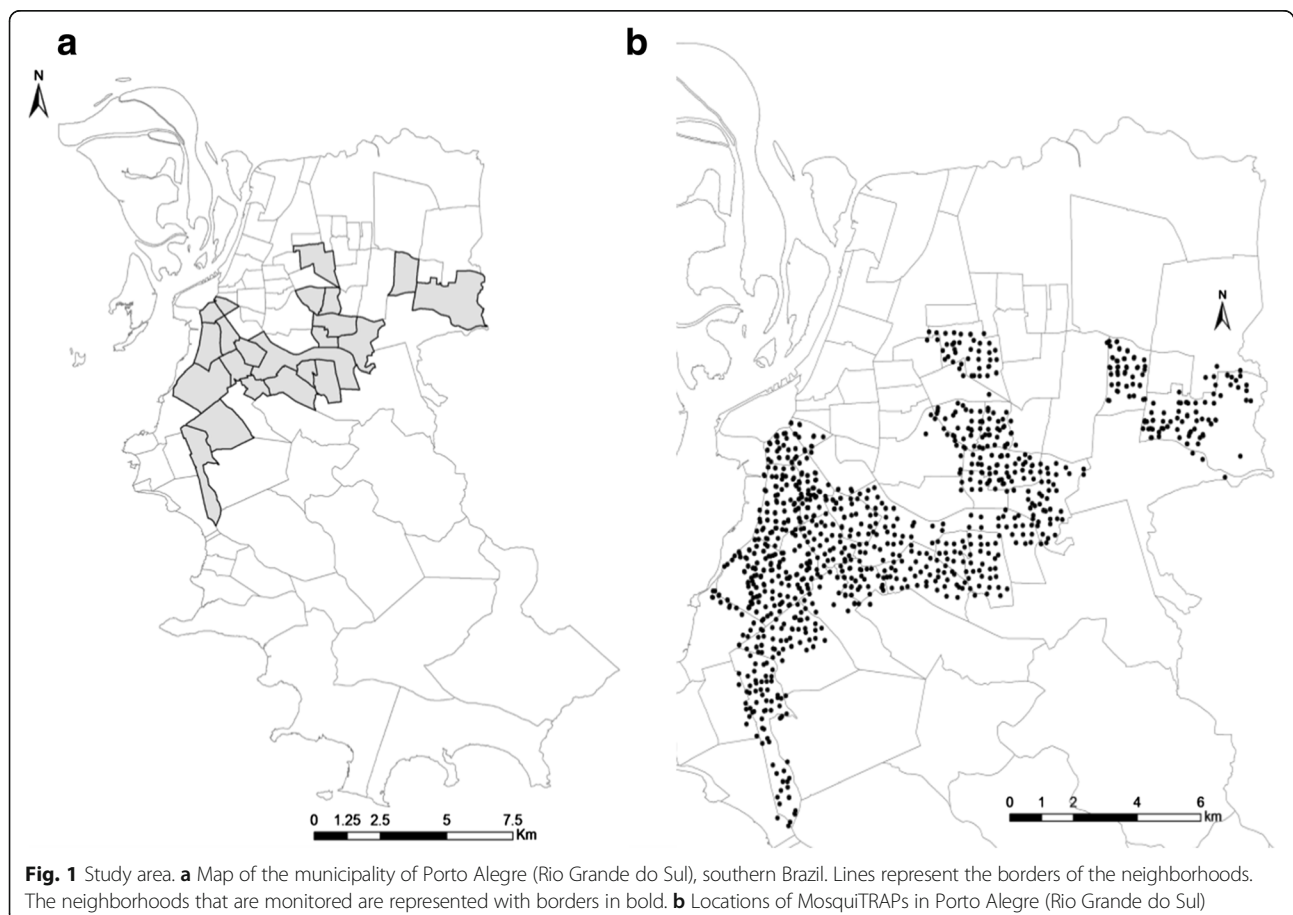 a
b
N
N
0 1.25 2.5 5 7.5
Km
0 1 2 4 6
km
Fig. 1 Study area. a Map of the municipality of Porto Alegre (Rio Grande do Sul), southern Brazil. Lines represent the borders of the neighborhoods.
The neighborhoods that are monitored are represented with borders in bold. b Locations of MosquiTRAPs in Porto Alegre (Rio Grande do Sul)